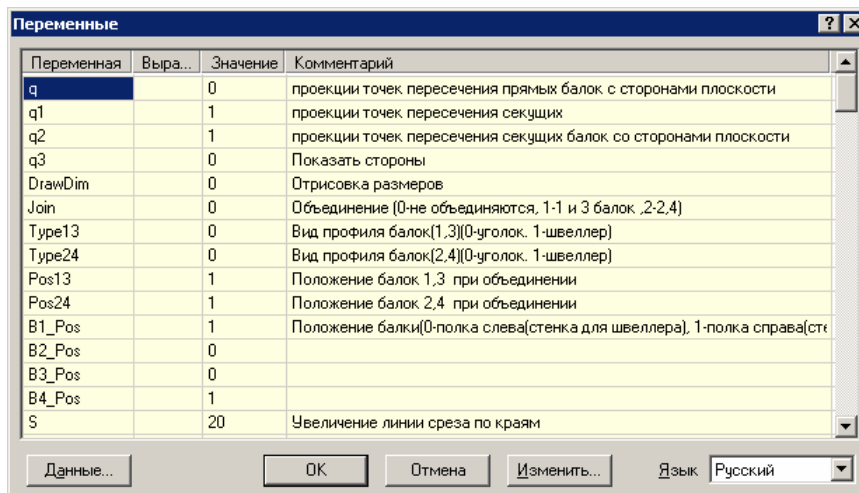 Переменные
Переменная Выра... Значение Комментарий
q 0 проекции точек пересечения прямых балок с сторонами плоскости
q1 1 проекции точек пересечения секущих
q2 1 проекции точек пересечения секущих балок со сторонами плоскости
q3 0 Показать стороны
DrawDim 0 Отрисовка размеров
Join 0 Объединение (0-не объединяются, 1-1 и 3 балок ,2-2,4)
Type13 0 Вид профиля балок(1,3)(0-уголок. 1-швеллер)
Type24 0 Вид профиля балок(2,4)(0-уголок. 1-швеллер)
Pos13 1 Положение балок 1,3 при объединении
Pos24 1 Положение балок 2,4 при объединении
B1_Pos 1 Положение балки(0-полка слева(стенка для швеллера), 1-полка справа(сте
B2_Pos 0
B3_Pos 0
B4_Pos 1
S 20 Увеличение линии среза по краям
Данные... OK Отмена Изменить... Язык Русский